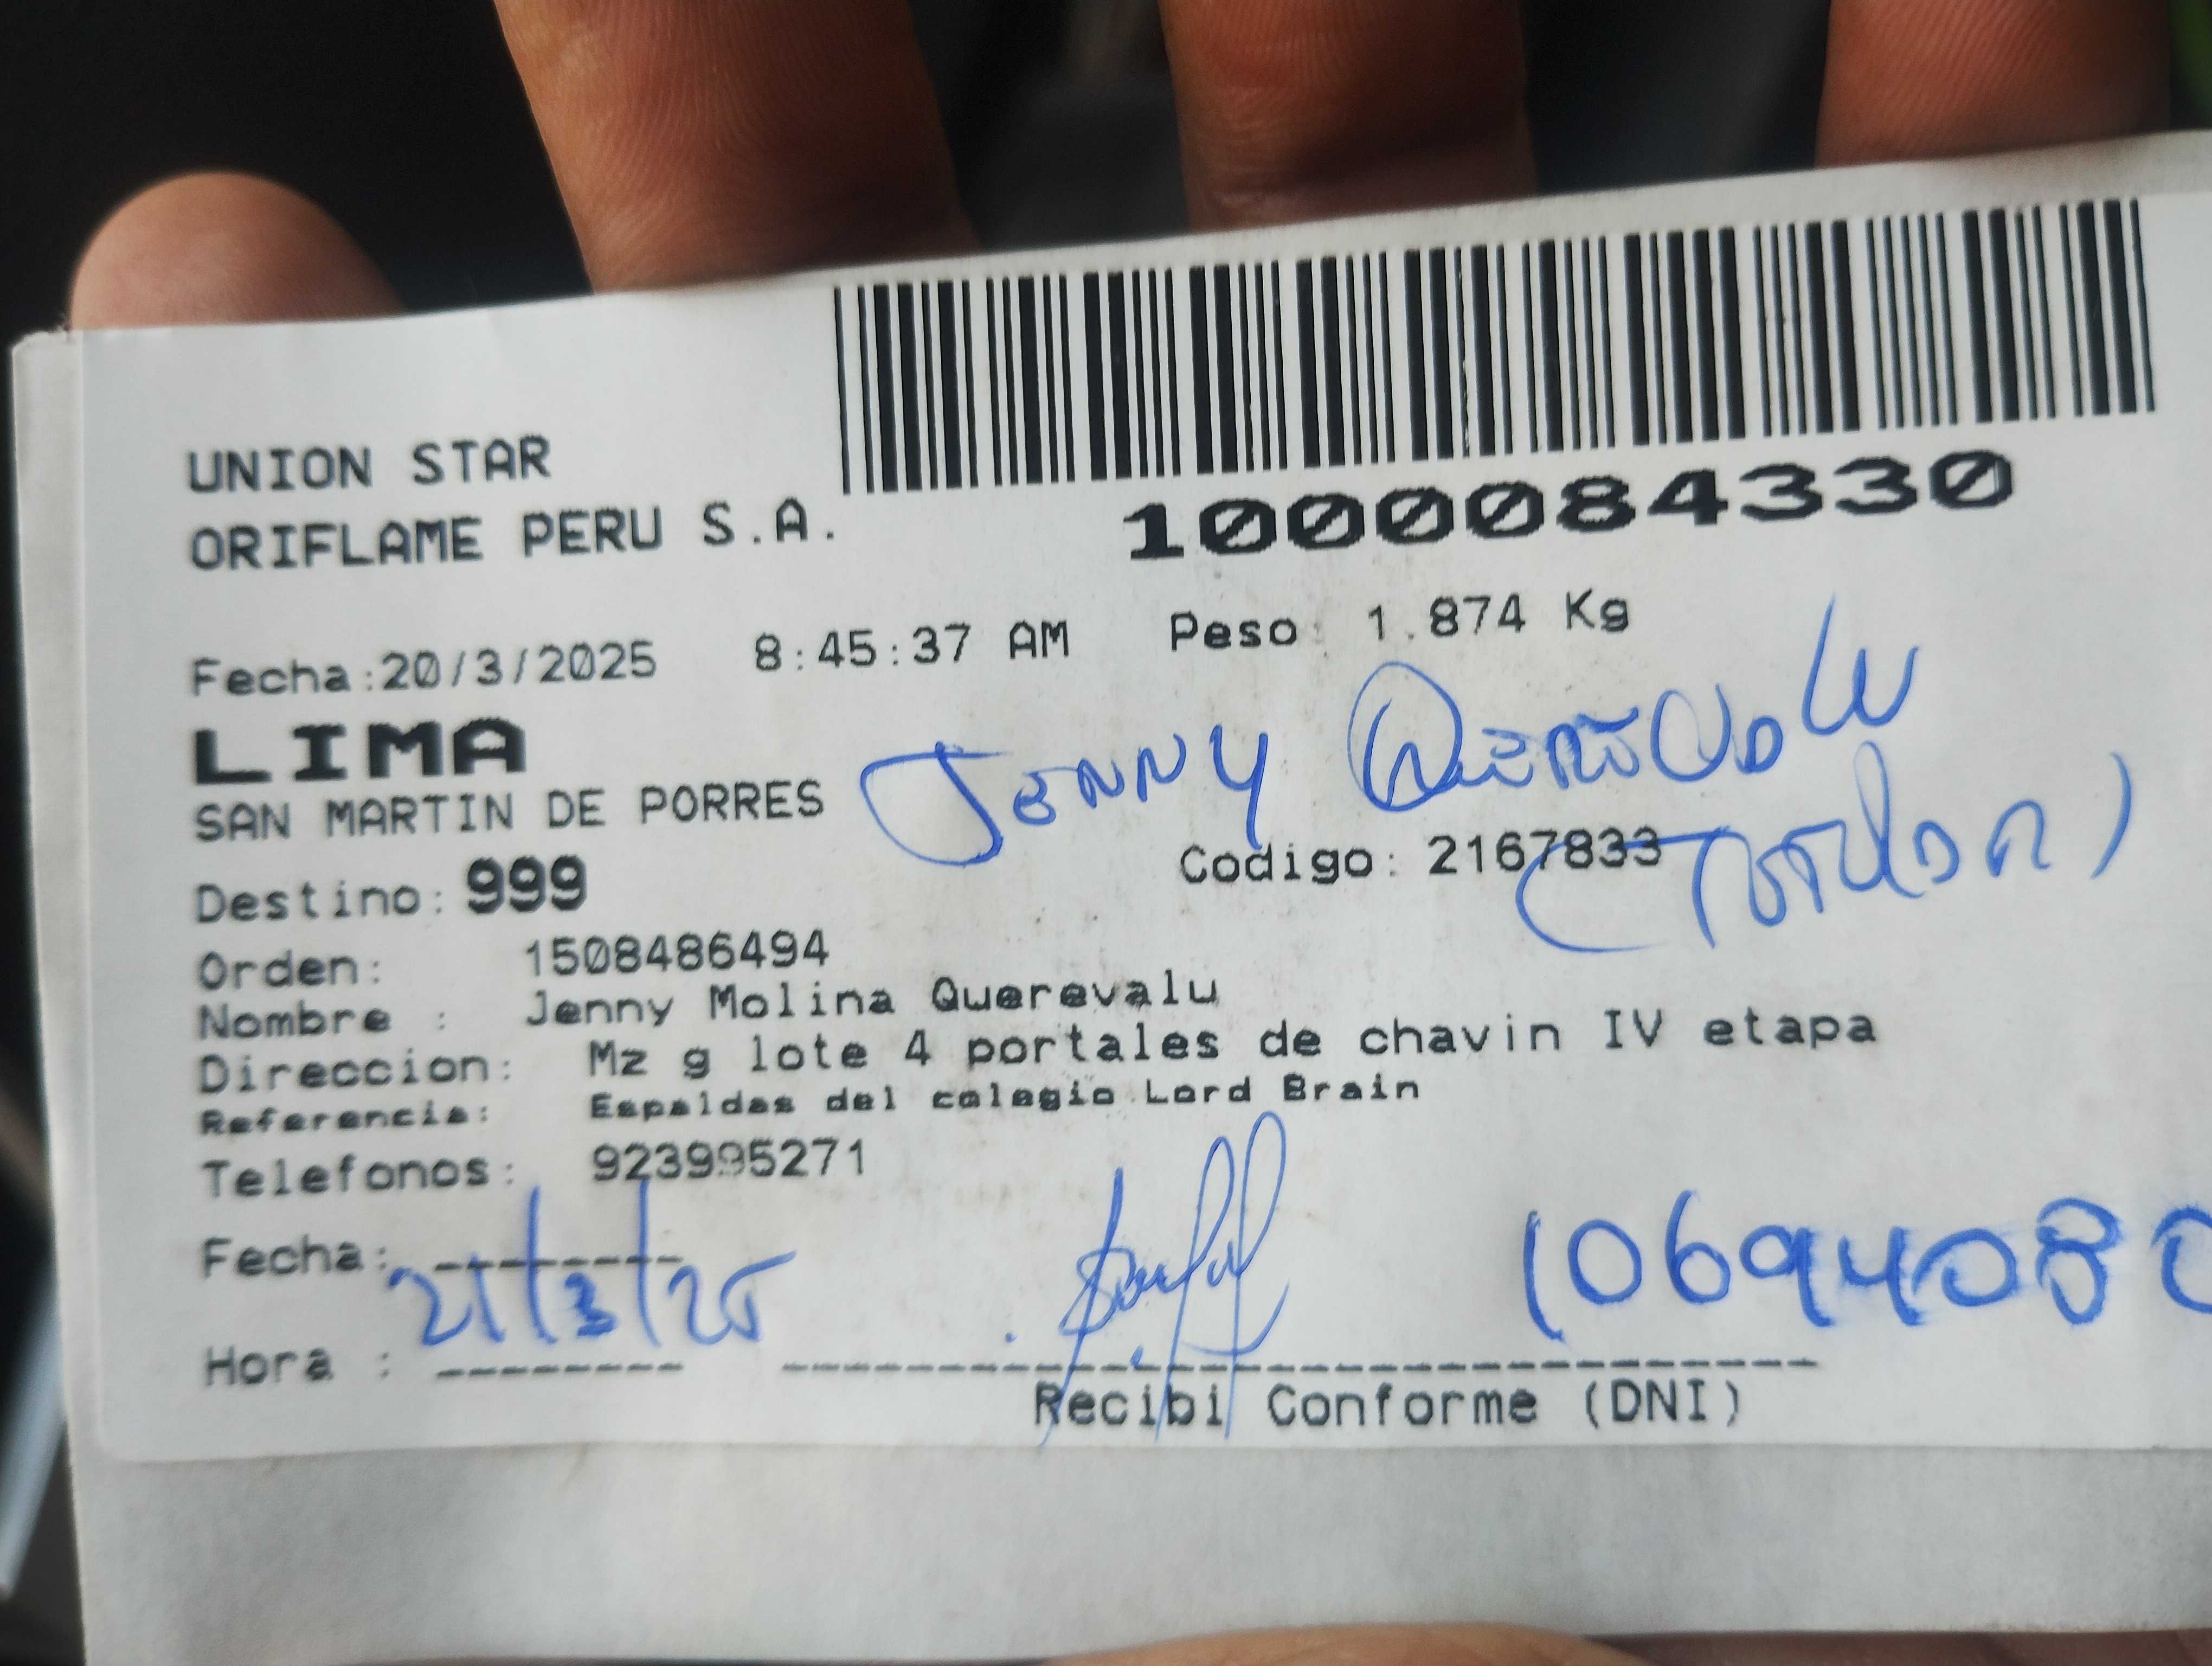 UNION STAR
ORIFLAME PERU S.A.
1000084330
Fecha:20/3/2025 8:45:37 AM Peso: 1.874 Kg
LIMA
SAN MARTIN DE PORRES
JENNY QUEREVALU
Destino: 999 Codigo: 2167833
(TITULAR)
Orden: 1508486494
Nombre : Jenny Molina Querevalu
Direccion: Mz g lote 4 portales de chavin IV etapa
Referencia: Espaldas del colegio Lord Brain
Telefonos: 923995271
Fecha: 21/3/25
1069408
Hora :
Recibi Conforme (DNI)